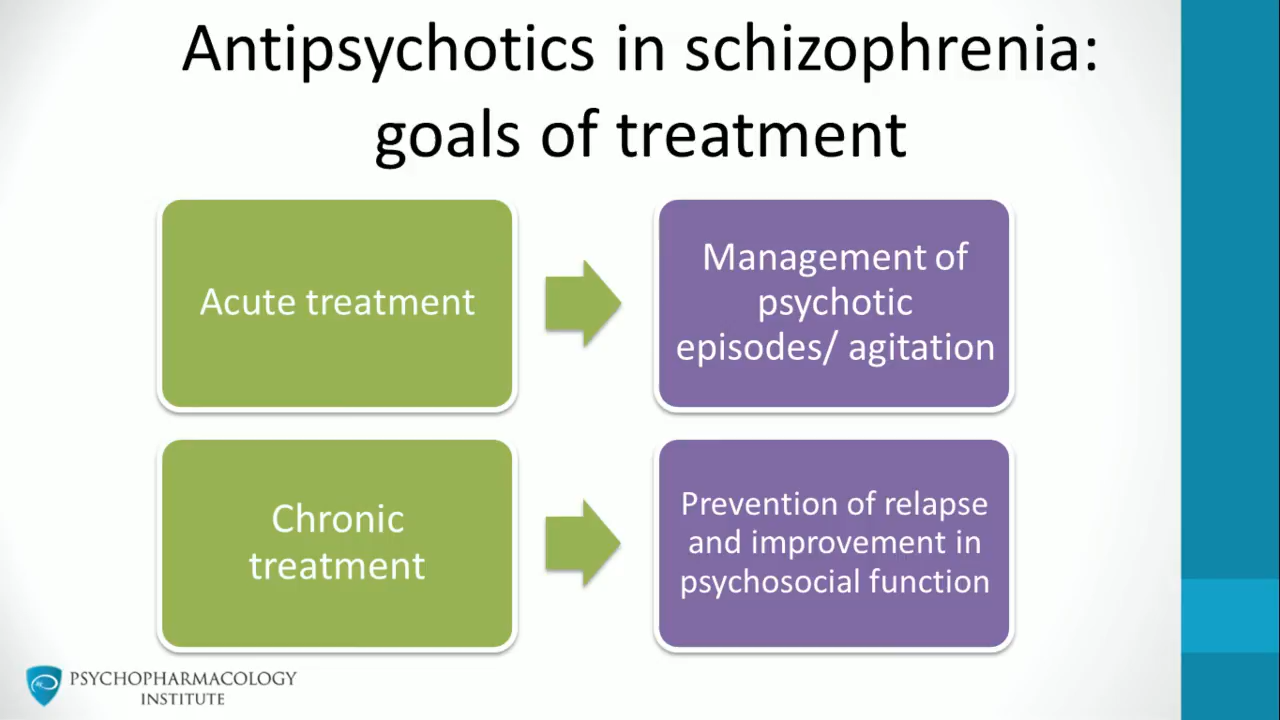 Antipsychotics in schizophrenia:
goals of treatment
Acute treatment
Management of
psychotic
episodes/ agitation
Chronic
treatment
Prevention of relapse
and improvement in
psychosocial function
PSYCHOPHARMACOLOGY
INSTITUTE